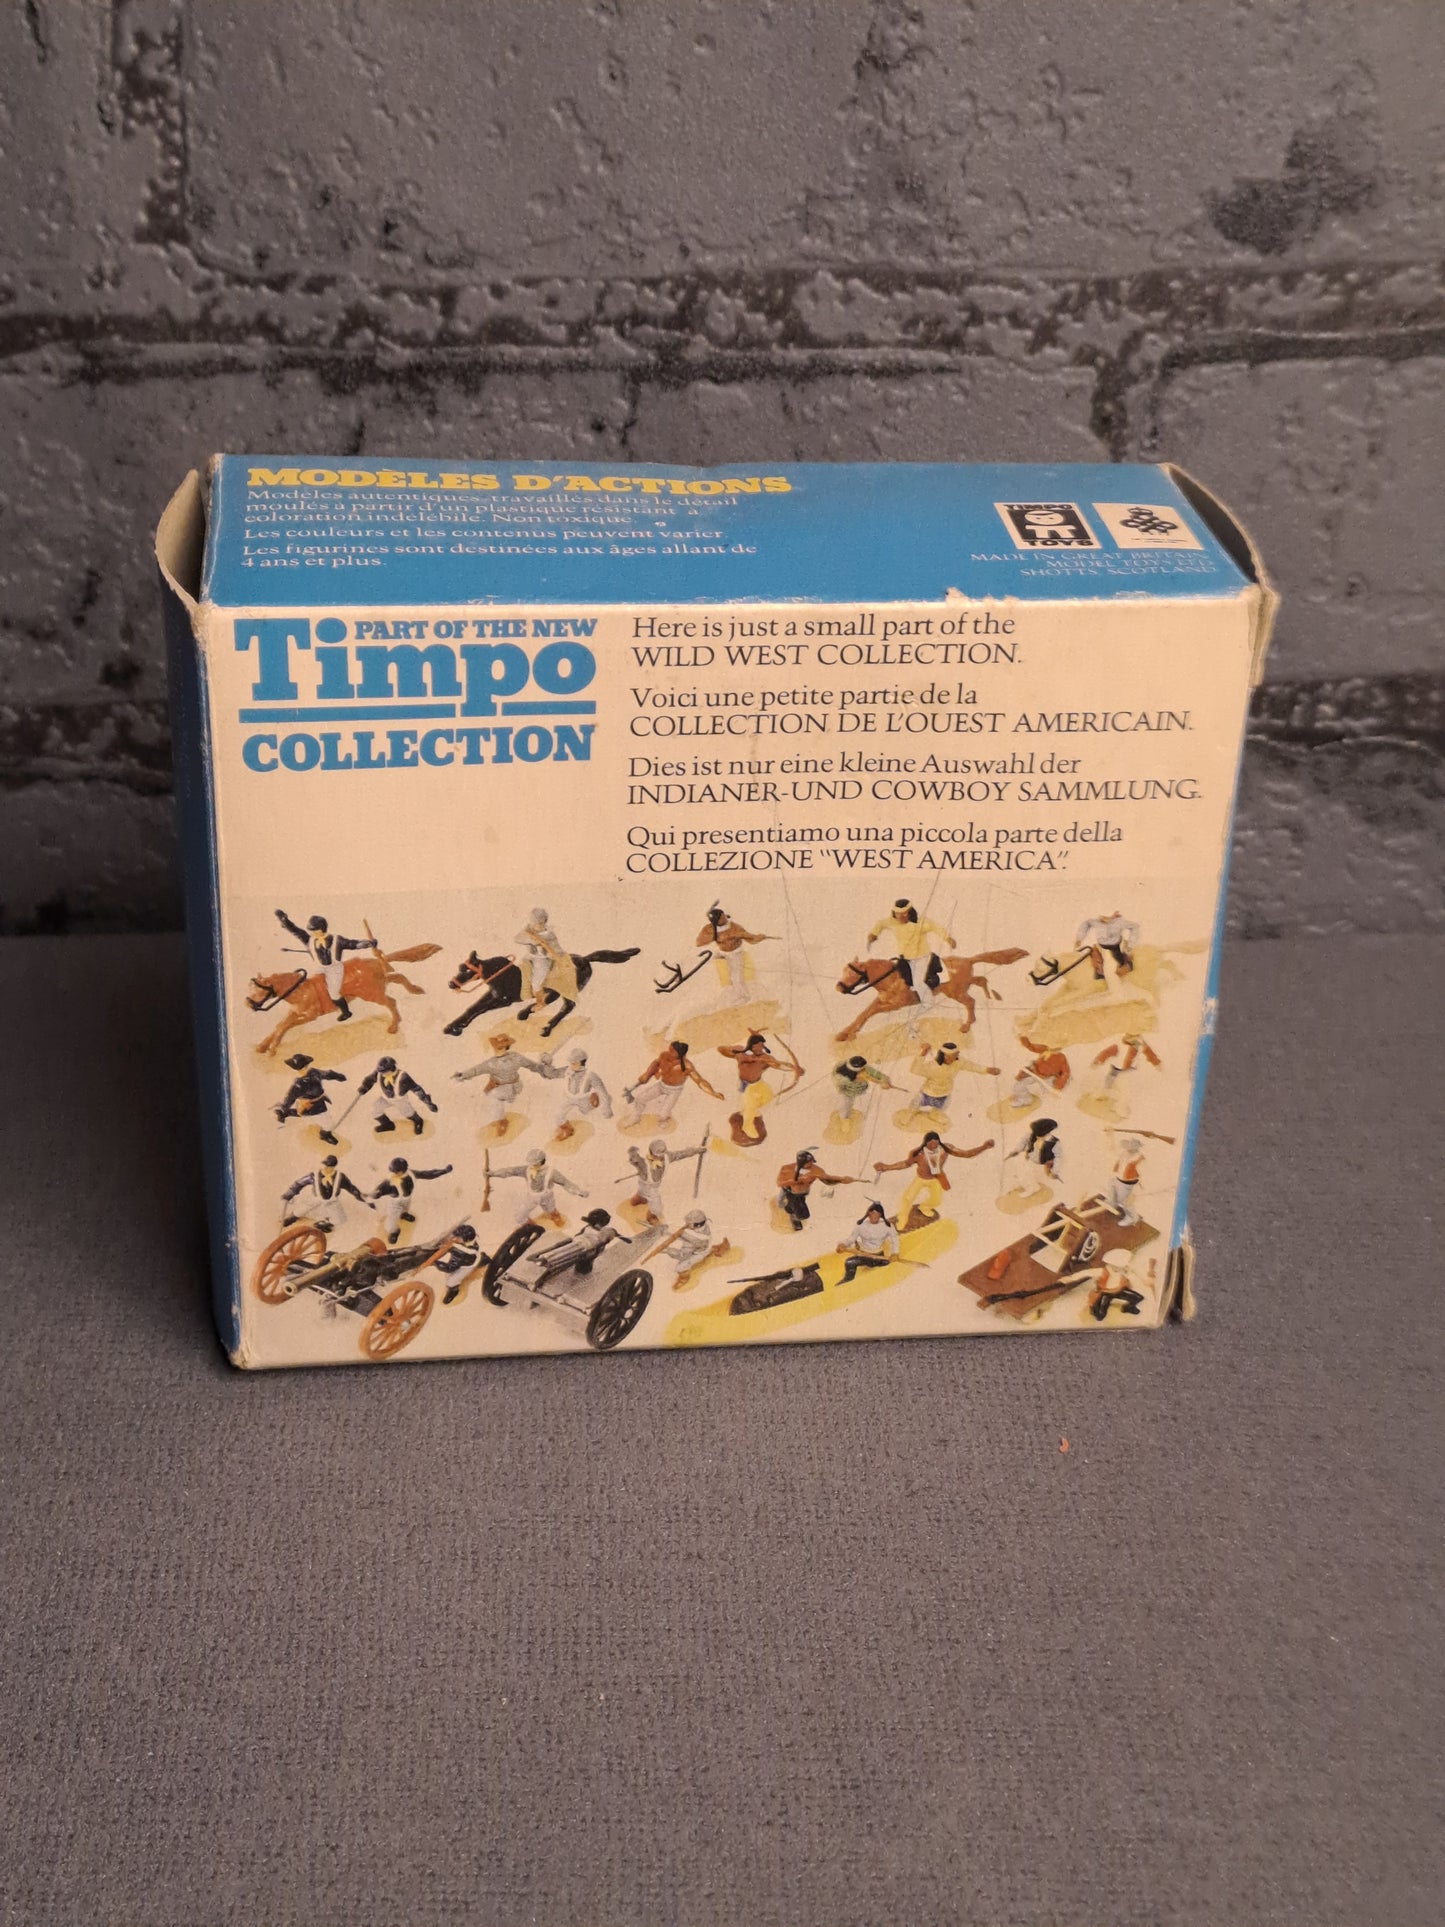 MODÈLES D'ACTIONS
Modèles autentiques, travaillés dans le détail
moulés à partir d'un plastique résistant à
coloration indélébile. Non toxique.
Les couleurs et les contenus peuvent varier.
Les figurines sont destinées aux âges allant de
4 ans et plus.
TIMPO
TOYS
MADE IN GREAT BRITAIN
MODEL TOYS LTD
SHOTTS, SCOTLAND
PART OF THE NEW
Timpo
COLLECTION
Here is just a small part of the
WILD WEST COLLECTION.
Voici une petite partie de la
COLLECTION DE L'OUEST AMERICAIN.
Dies ist nur eine kleine Auswahl der
INDIANER-UND COWBOY SAMMLUNG.
Qui presentiamo una piccola parte della
COLLEZIONE "WEST AMERICA".